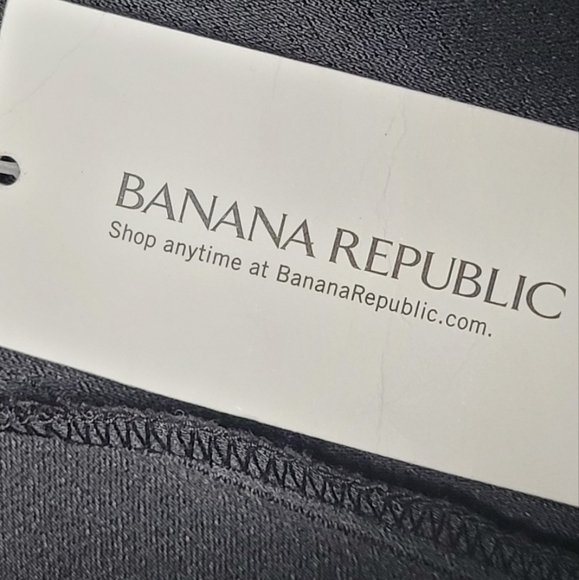 BANANA REPUBLIC
Shop anytime at BananaRepublic.com.